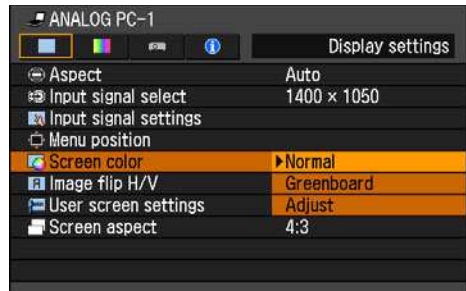 ANALOG PC-1
Display settings
Aspect Auto
Input signal select 1400 × 1050
Input signal settings
Menu position
Screen color Normal
Image flip H/V Greenboard
User screen settings Adjust
Screen aspect 4:3